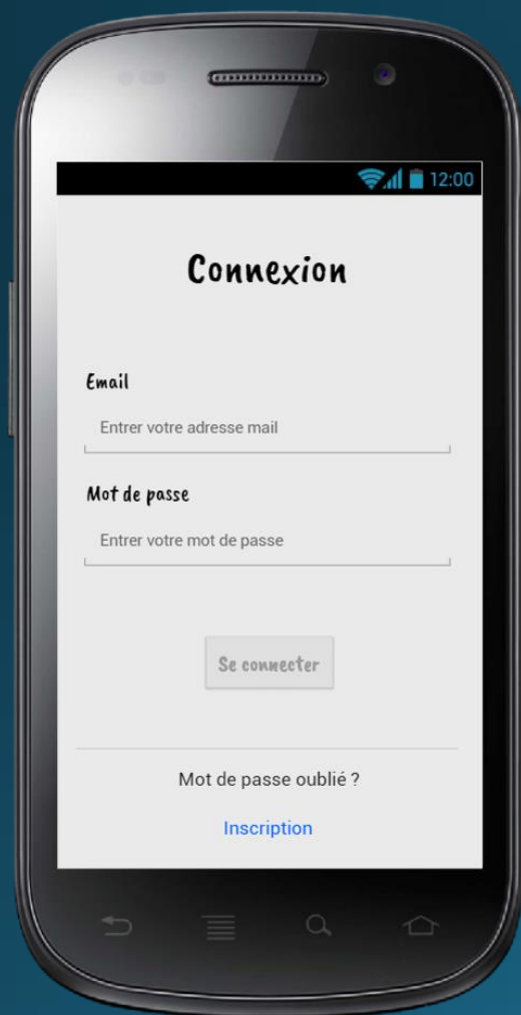 12:00
Connexion
Email
Entrer votre adresse mail
Mot de passe
Entrer votre mot de passe
Se connecter
Mot de passe oublié ?
Inscription